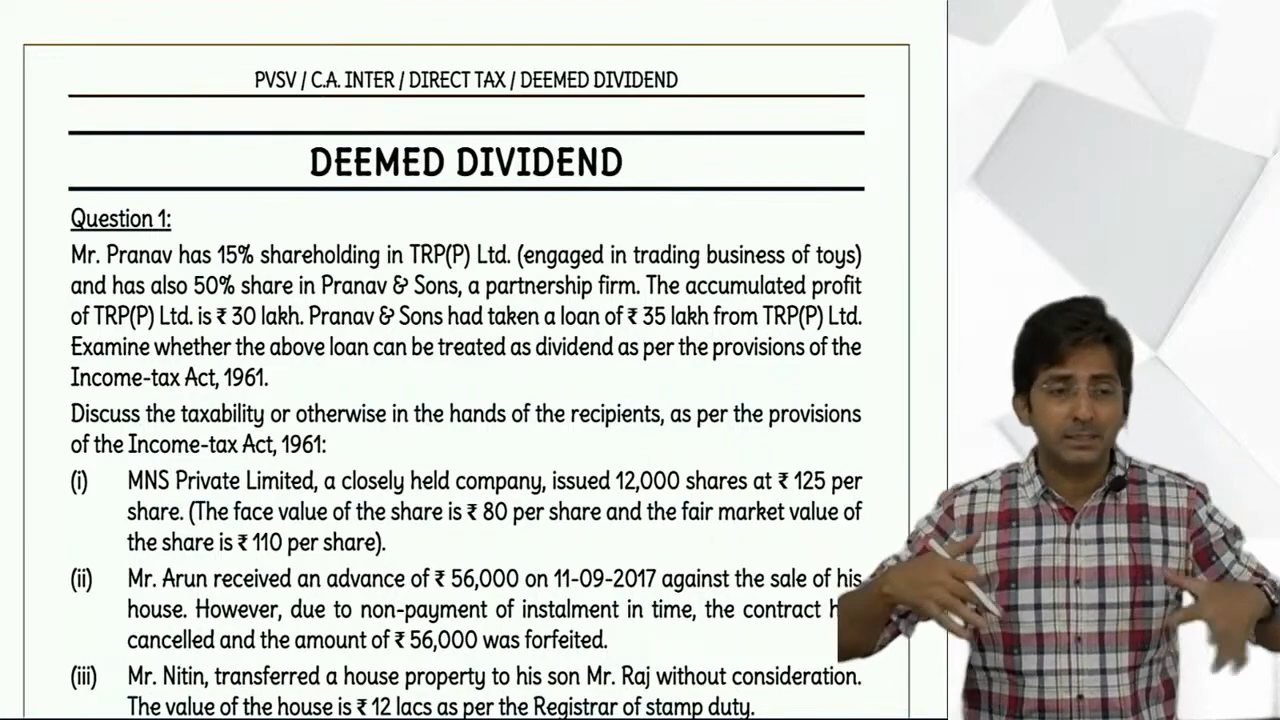 PVSV / C.A. INTER / DIRECT TAX / DEEMED DIVIDEND
DEEMED DIVIDEND
Question 1:
Mr. Pranav has 15% shareholding in TRP(P) Ltd. (engaged in trading business of toys)
and has also 50% share in Pranav & Sons, a partnership firm. The accumulated profit
of TRP(P) Ltd. is ₹ 30 lakh. Pranav & Sons had taken a loan of ₹ 35 lakh from TRP(P) Ltd.
Examine whether the above loan can be treated as dividend as per the provisions of the
Income-tax Act, 1961.
Discuss the taxability or otherwise in the hands of the recipients, as per the provisions
of the Income-tax Act, 1961:
(i) MNS Private Limited, a closely held company, issued 12,000 shares at ₹ 125 per
share. (The face value of the share is ₹ 80 per share and the fair market value of
the share is ₹ 110 per share).
(ii) Mr. Arun received an advance of ₹ 56,000 on 11-09-2017 against the sale of his
house. However, due to non-payment of instalment in time, the contract
cancelled and the amount of ₹ 56,000 was forfeited.
(iii) Mr. Nitin, transferred a house property to his son Mr. Raj without consideration.
The value of the house is ₹ 12 lacs as per the Registrar of stamp duty.